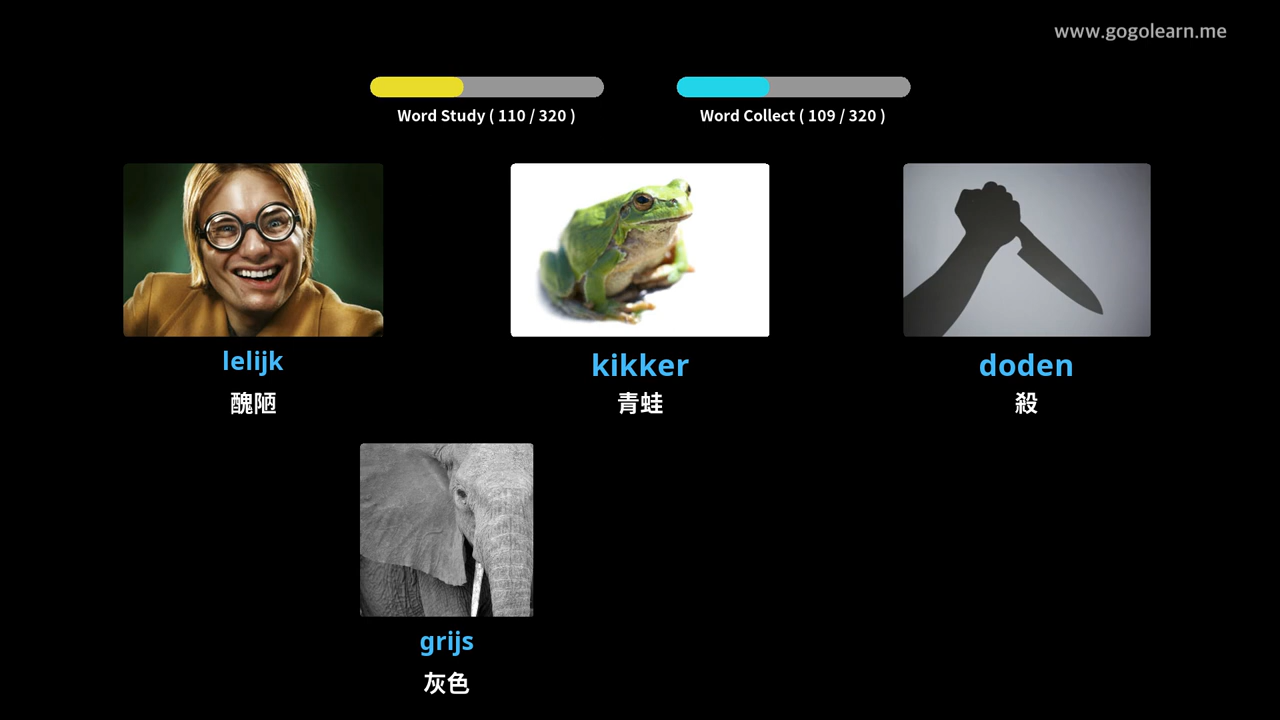 www.gogolearn.me
Word Study ( 110 / 320 )
Word Collect ( 109 / 320 )
lelijk
kikker
doden
醜陋
青蛙
殺
grijs
灰色